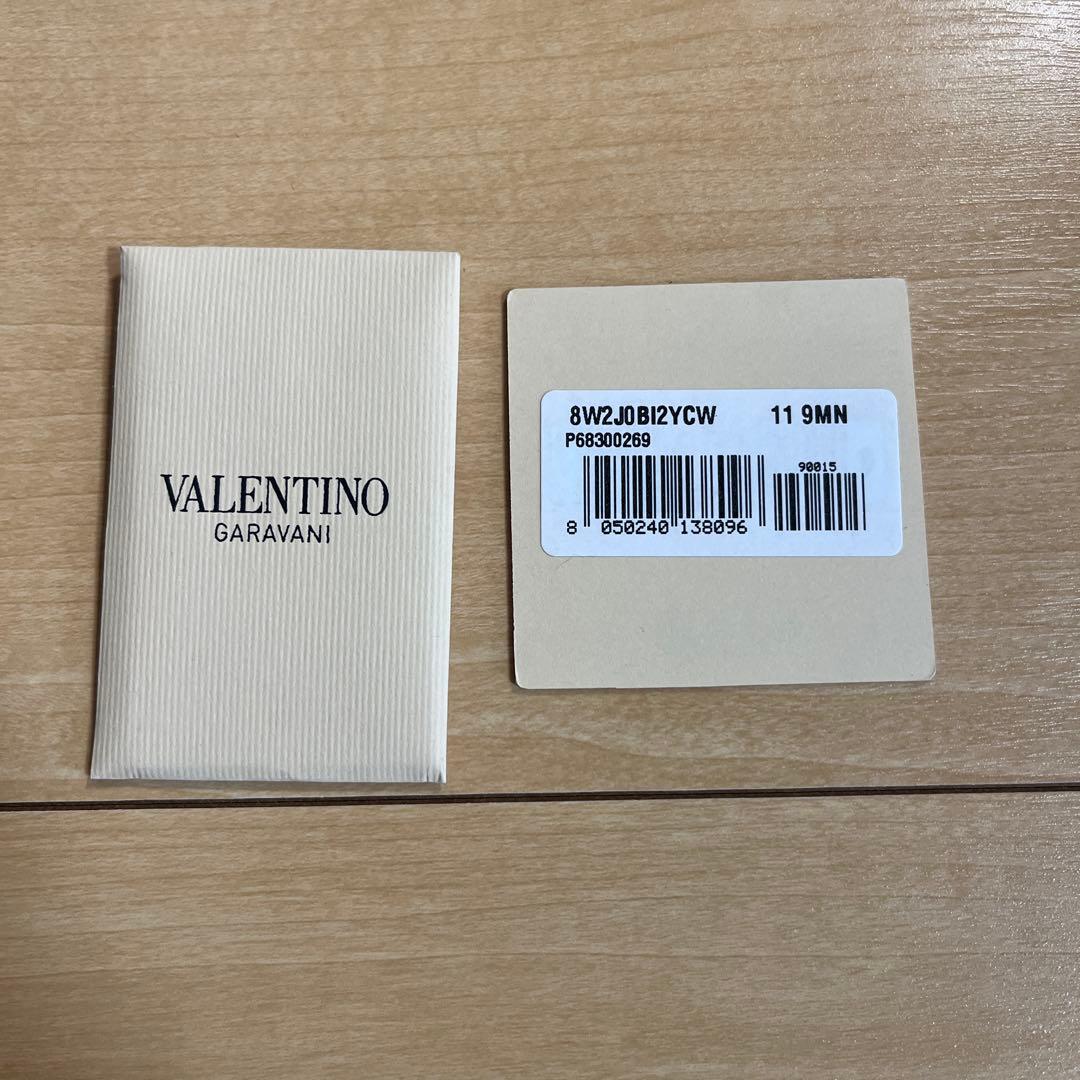 VALENTINO
GARAVANI
8W2J0BI2YCW 11 9MN
P68300269
90015
8 050240 138096